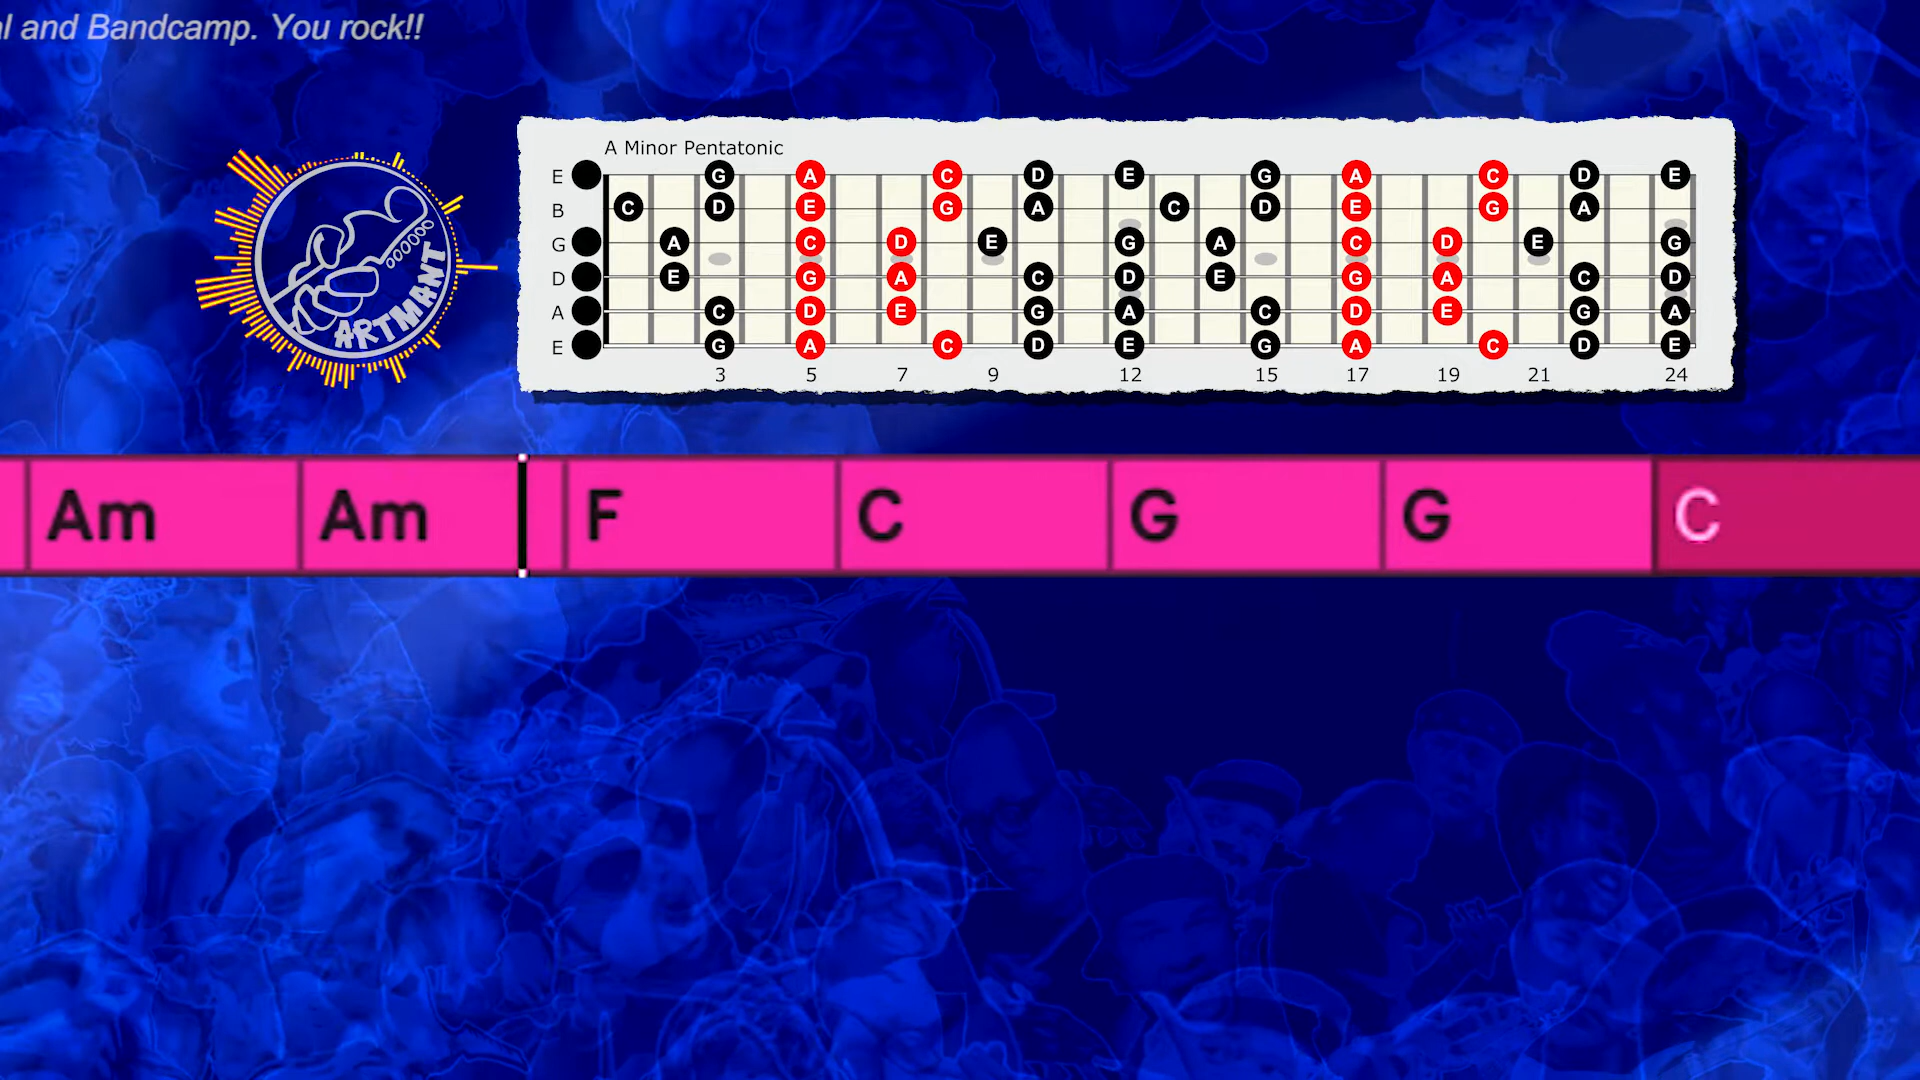 l and Bandcamp. You rock!!
ARTMANT
A Minor Pentatonic
E G A C D E G A C D E
B C D E G A C D E G A
G A C D E G A C D E G
D E G A C D E G A C D
A C D E G A C D E G A
E G A C D E G A C D E
3 5 7 9 12 15 17 19 21 24
Am Am F C G G C